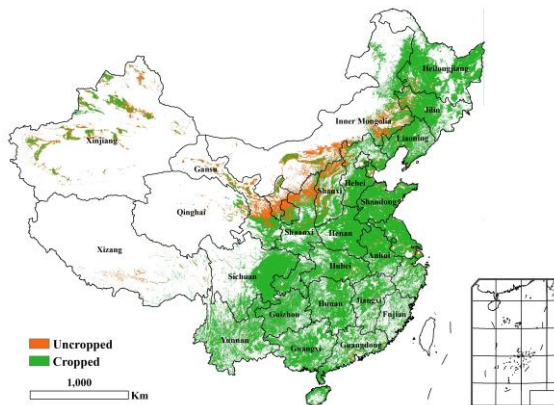 Heilongjiang
Jilin
Inner Mongolia
Liaoning
Xinjiang
Gansu
Hebei
Shanxi
Shandong
Qinghai
Shaanxi
Henan
Xizang
Anhui
Sichuan
Hubei
Hunan
Jiangxi
Guizhou
Fujian
Yunnan
Guangxi
Guangdong
Uncropped
Cropped
1,000
Km